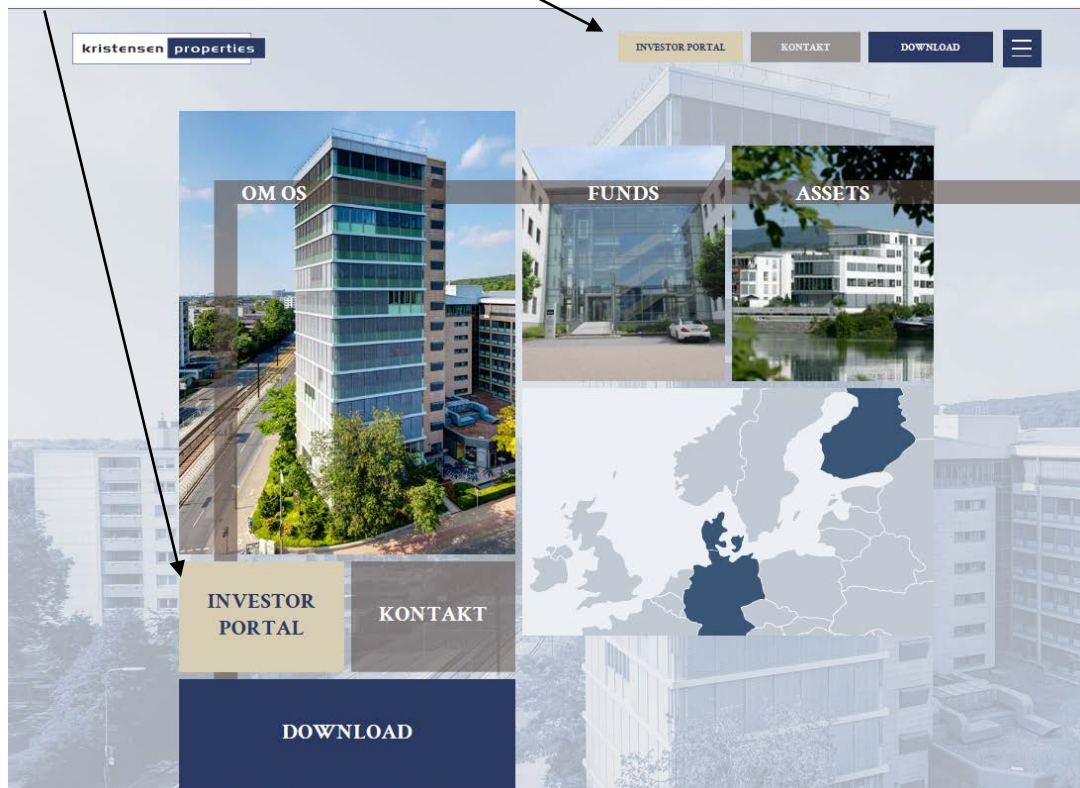 kristensen properties
INVESTOR PORTAL
KONTAKT
DOWNLOAD
OM OS
FUNDS
ASSETS
INVESTOR
PORTAL
KONTAKT
DOWNLOAD